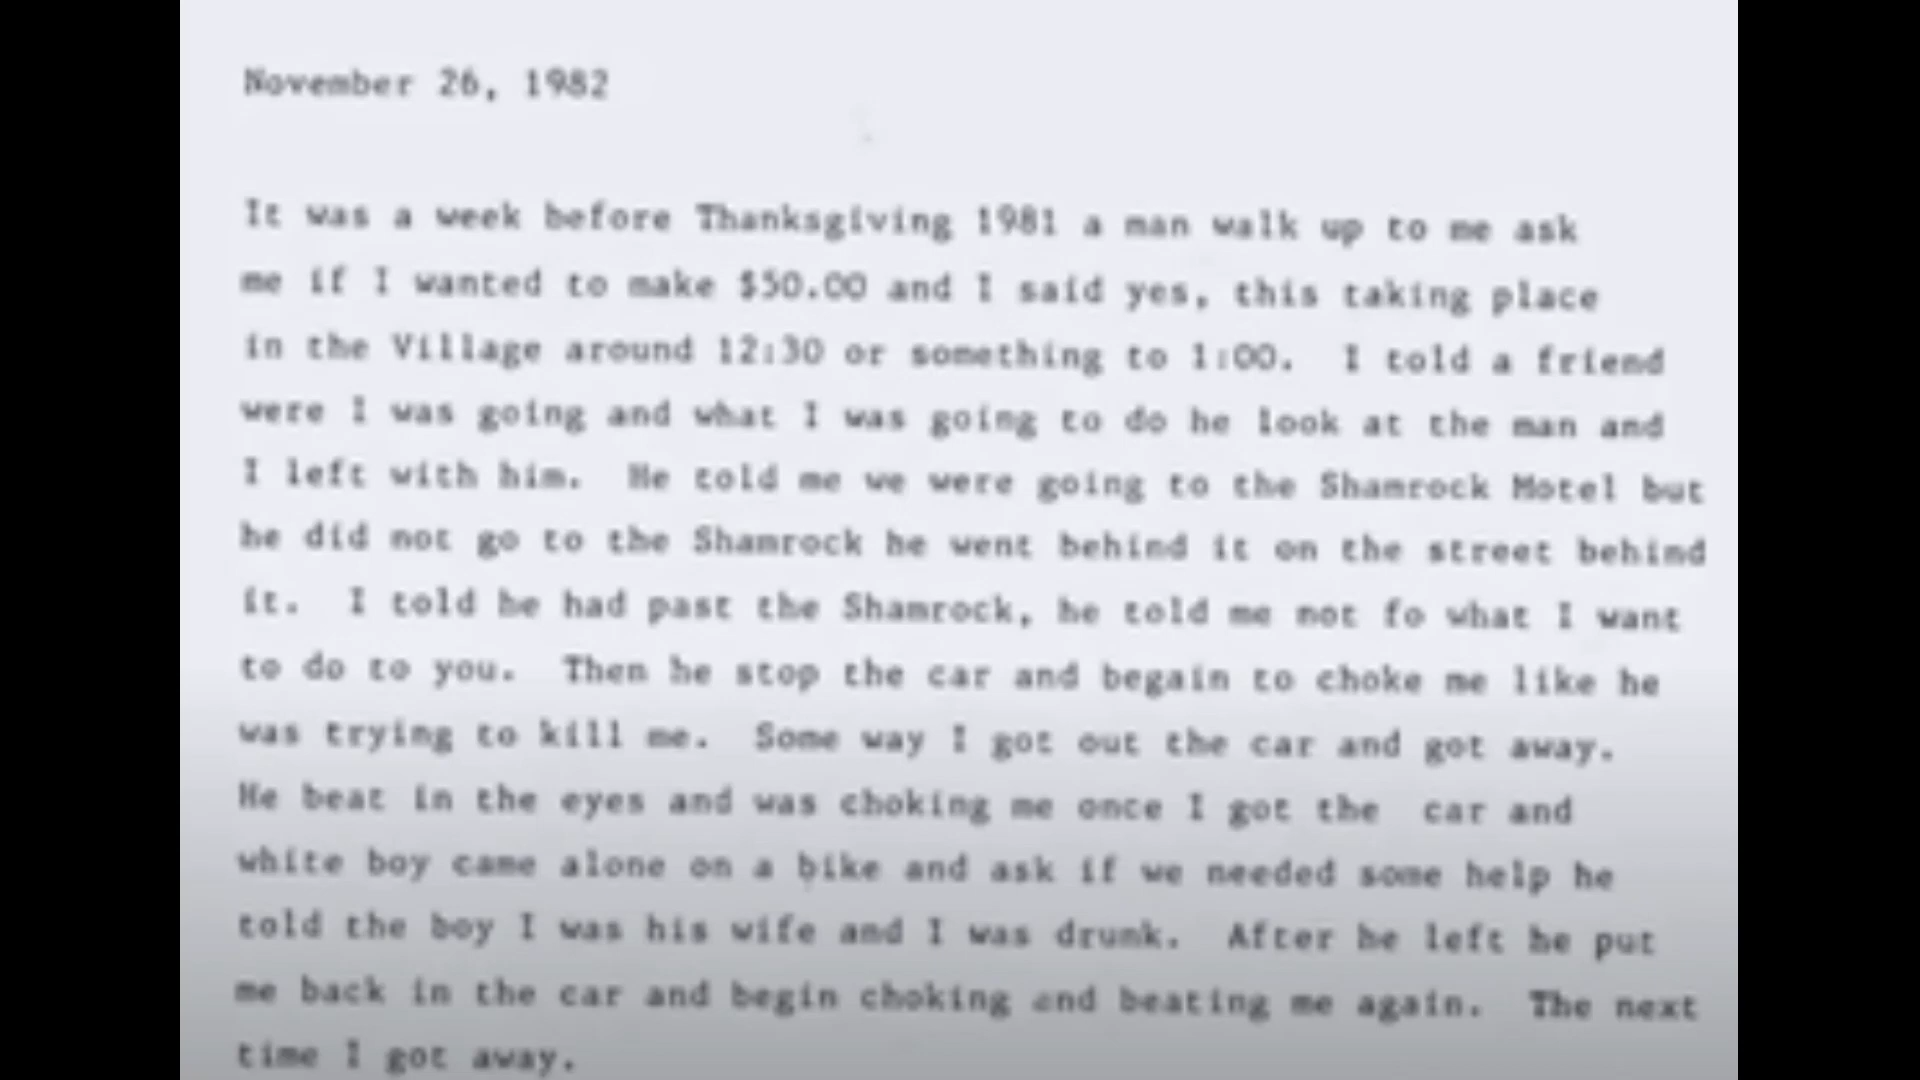 November 26, 1982
It was a week before Thanksgiving 1981 a man walk up to me ask
me if I wanted to make $50.00 and I said yes, this taking place
in the Village around 12:30 or something to 1:00. I told a friend
were I was going and what I was going to do he look at the man and
I left with him. He told me we were going to the Shamrock Motel but
he did not go to the Shamrock he went behind it on the street behind
it. I told he had past the Shamrock, he told me not fo what I want
to do to you. Then he stop the car and begain to choke me like he
was trying to kill me. Some way I got out the car and got away.
He beat in the eyes and was choking me once I got the car and
white boy came alone on a bike and ask if we needed some help he
told the boy I was his wife and I was drunk. After he left he put
me back in the car and begin choking and beating me again. The next
time I got away.